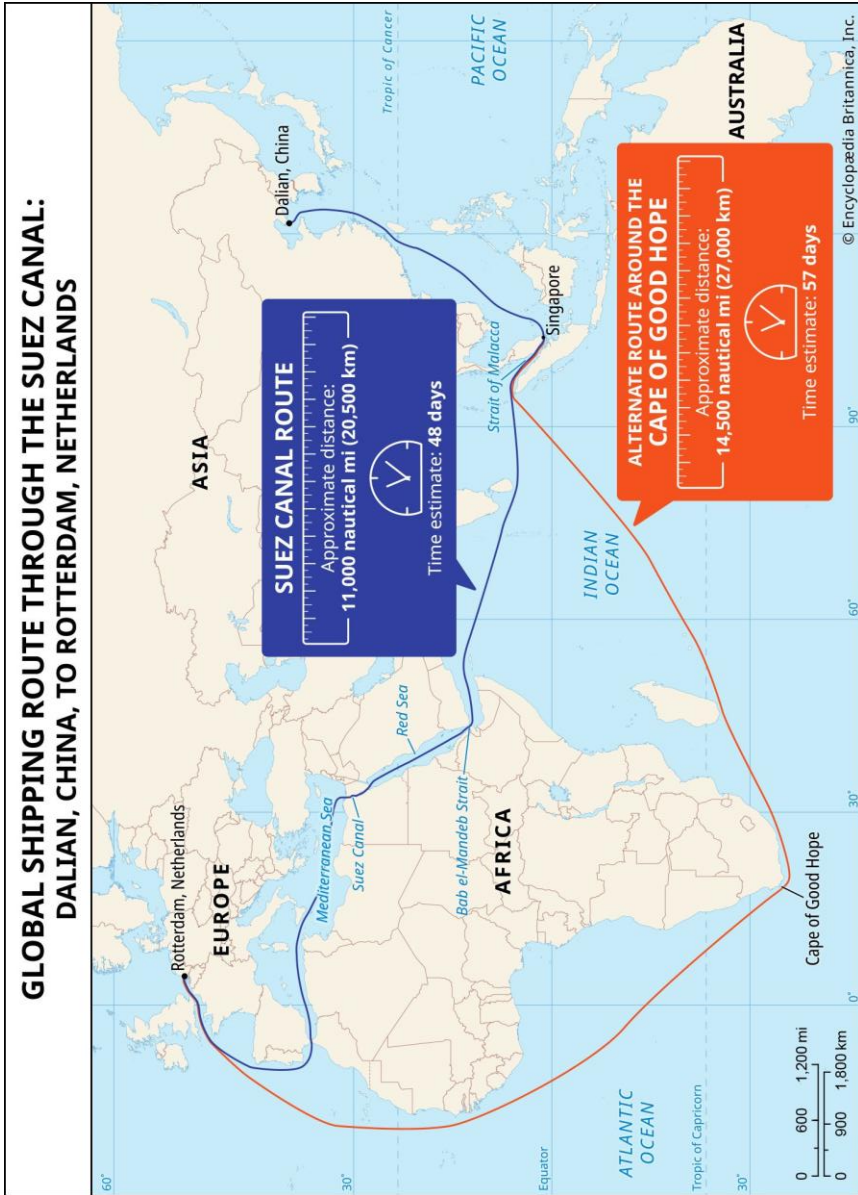 GLOBAL SHIPPING ROUTE THROUGH THE SUEZ CANAL:
DALIAN, CHINA, TO ROTTERDAM, NETHERLANDS
60°
Rotterdam, Netherlands
EUROPE
ASIA
Dalian, China
30°
Mediterranean Sea
Suez Canal
Red Sea
SUEZ CANAL ROUTE
Approximate distance:
11,000 nautical mi (20,500 km)
Time estimate: 48 days
Tropic of Cancer
PACIFIC
OCEAN
Bab el-Mandeb Strait
AFRICA
Strait of Malacca
Singapore
Equator
INDIAN
OCEAN
ALTERNATE ROUTE AROUND THE
CAPE OF GOOD HOPE
Approximate distance:
14,500 nautical mi (27,000 km)
Time estimate: 57 days
ATLANTIC
OCEAN
Tropic of Capricorn
AUSTRALIA
30°
Cape of Good Hope
0 600 1,200 mi
0 900 1,800 km
0°
30°
60°
90°
© Encyclopædia Britannica, Inc.